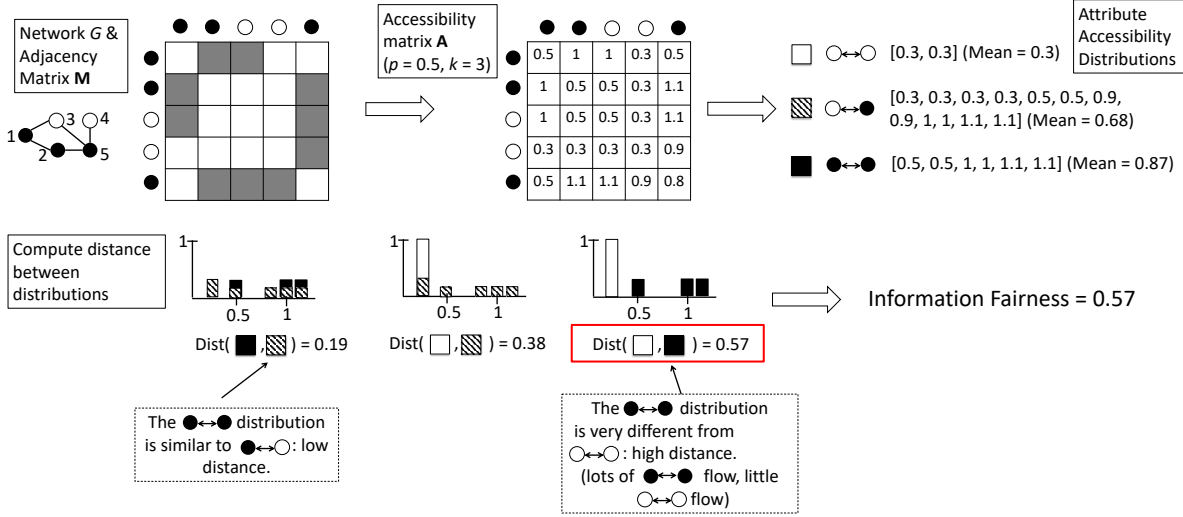 Network G &
Adjacency
Matrix M
1
2
3
4
5
Accessibility
matrix A
(p = 0.5, k = 3)
0.5 1 1 0.3 0.5
1 0.5 0.5 0.3 1.1
1 0.5 0.5 0.3 1.1
0.3 0.3 0.3 0.3 0.9
0.5 1.1 1.1 0.9 0.8
Attribute
Accessibility
Distributions
[0.3, 0.3] (Mean = 0.3)
[0.3, 0.3, 0.3, 0.3, 0.5, 0.5, 0.9,
0.9, 1, 1, 1.1, 1.1] (Mean = 0.68)
[0.5, 0.5, 1, 1, 1.1, 1.1] (Mean = 0.87)
Compute distance
between
distributions
1
0.5 1
Dist( , ) = 0.19
1
0.5 1
Dist( , ) = 0.38
1
0.5 1
Dist( , ) = 0.57
Information Fairness = 0.57
The distribution
is similar to : low
distance.
The distribution
is very different from
: high distance.
(lots of flow, little
flow)